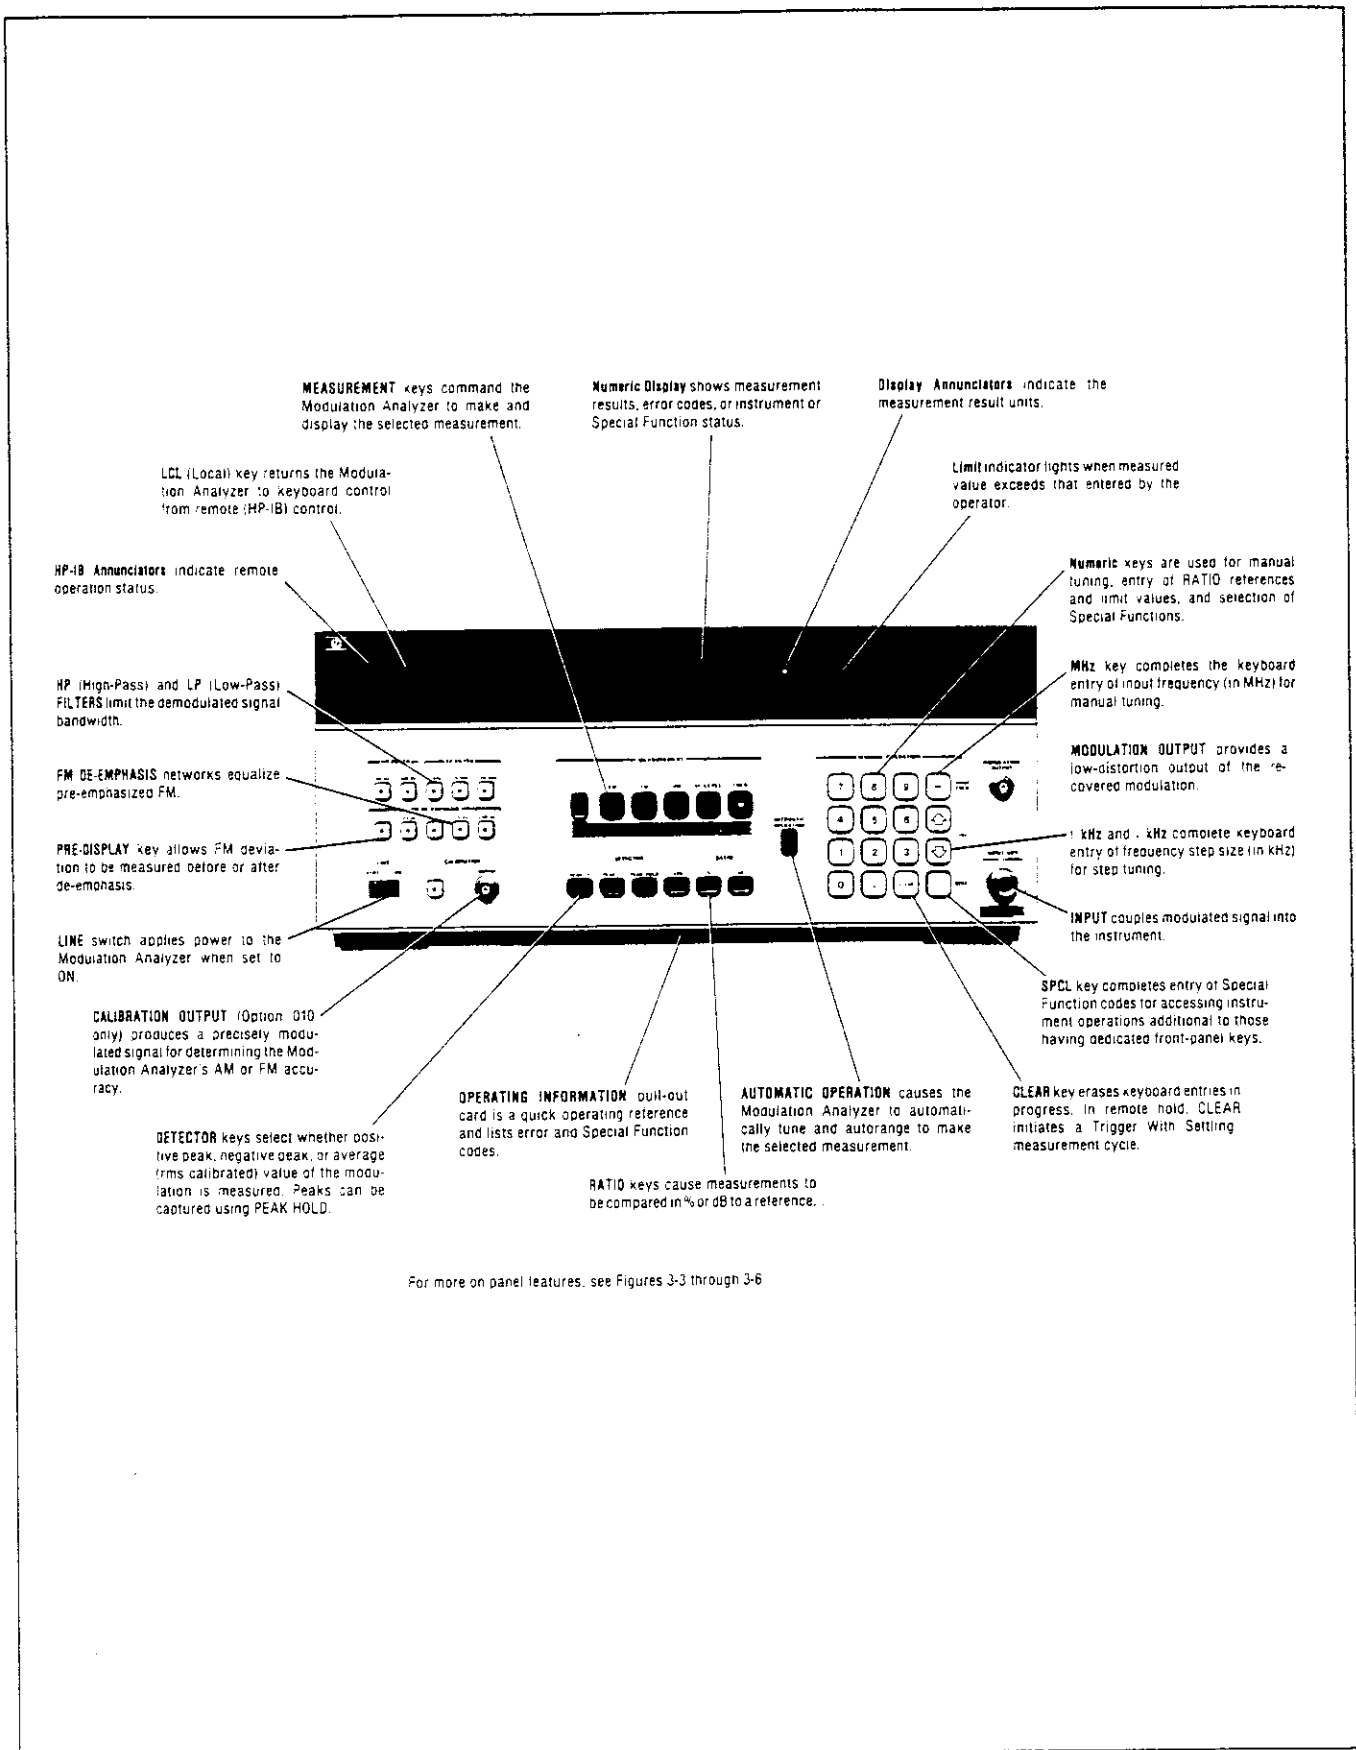 MEASUREMENT keys command the
Modulation Analyzer to make and
display the selected measurement.
Numeric Display shows measurement
results, error codes, or instrument or
Special Function status.
Display Annunciators indicate the
measurement result units.
LCL (Local) key returns the Modula-
tion Analyzer to keyboard control
from remote (HP-IB) control.
Limit indicator lights when measured
value exceeds that entered by the
operator.
HP-IB Annunciators indicate remote
operation status.
Numeric keys are used for manual
tuning, entry of RATIO references
and limit values, and selection of
Special Functions.
HP (High-Pass) and LP (Low-Pass)
FILTERS limit the demodulated signal
bandwidth.
MHz key completes the keyboard
entry of input frequency (in MHz) for
manual tuning.
FM DE-EMPHASIS networks equalize
pre-emphasized FM.
MODULATION OUTPUT provides a
low-distortion output of the re-
covered modulation.
PRE-DISPLAY key allows FM devia-
tion to be measured before or after
de-emphasis.
kHz and kHz complete keyboard
entry of frequency step size (in kHz)
for step tuning.
7 8 9
4 5 6
1 2 3
0 .
LINE switch applies power to the
Modulation Analyzer when set to
ON.
INPUT couples modulated signal into
the instrument.
CALIBRATION OUTPUT (Option 010
only) produces a precisely modu-
lated signal for determining the Mod-
ulation Analyzer's AM or FM accu-
racy.
SPCL key completes entry of Special
Function codes for accessing instru-
ment operations additional to those
having dedicated front-panel keys.
DETECTOR keys select whether posi-
tive peak, negative peak, or average
(rms calibrated) value of the modu-
lation is measured. Peaks can be
captured using PEAK HOLD.
OPERATING INFORMATION pull-out
card is a quick operating reference
and lists error and Special Function
codes.
AUTOMATIC OPERATION causes the
Modulation Analyzer to automati-
cally tune and autorange to make
the selected measurement.
CLEAR key erases keyboard entries in
progress. In remote hold, CLEAR
initiates a Trigger With Settling
measurement cycle.
RATIO keys cause measurements to
be compared in % or dB to a reference.
For more on panel features, see Figures 3-3 through 3-6